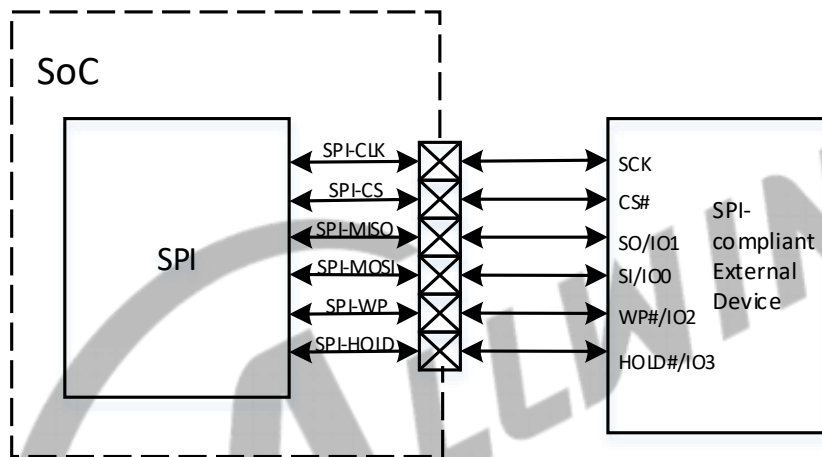 SoC
SPI
SPI-CLK
SPI-CS
SPI-MISO
SPI-MOSI
SPI-WP
SPI-HOLD
SCK
CS#
SO/IO1
SI/IO0
WP#/IO2
HOLD#/IO3
SPI-
compliant
External
Device
ALLWIN